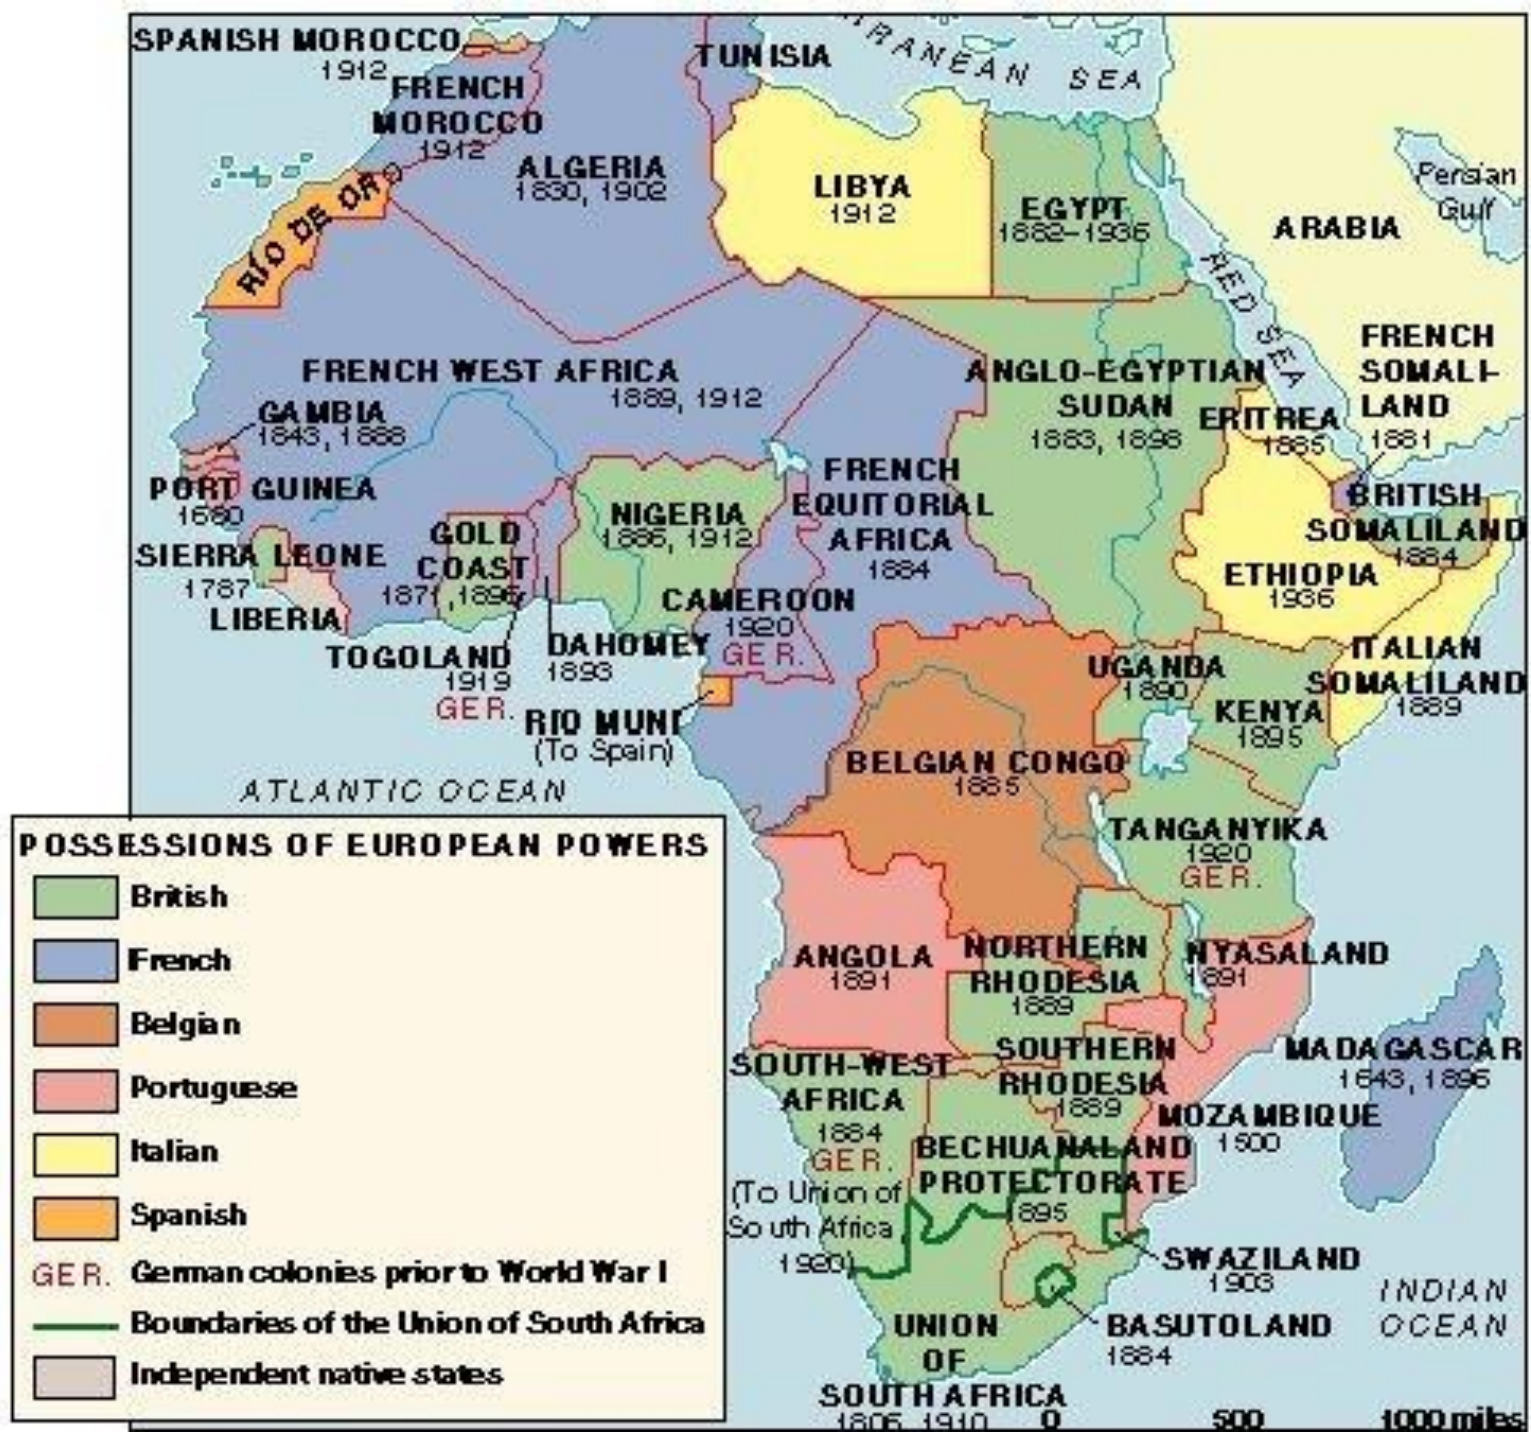 SPANISH MOROCCO
1912
FRENCH
MOROCCO
1912
TUNISIA
SEA
ALGERIA
1830, 1902
LIBYA
1912
EGYPT
1882-1936
Persian
Gulf
ARABIA
RIO DE OR
RED SEA
FRENCH
SOMALI-
LAND
1881
FRENCH WEST AFRICA
1889, 1912
ANGLO-EGYPTIAN
SUDAN
1883, 1898
ERITREA
1885
GAMBIA
1843, 1888
PORT GUINEA
1680
FRENCH
EQUITORIAL
AFRICA
1884
BRITISH
SOMALILAND
1884
NIGERIA
1886, 1912
GOLD
COAST
1871, 1896
SIERRA LEONE
1787
LIBERIA
ETHIOPIA
1936
CAMEROON
1920
GER.
TOGOLAND
1919
GER.
DAHOMEY
1893
RIO MUNI
(To Spain)
UGANDA
1890
ITALIAN
SOMALILAND
1889
KENYA
1895
BELGIAN CONGO
1885
ATLANTIC OCEAN
TANGANYIKA
1920
GER.
POSSESSIONS OF EUROPEAN POWERS
British
French
Belgian
Portuguese
Italian
Spanish
GER. German colonies prior to World War I
Boundaries of the Union of South Africa
Independent native states
ANGOLA
1891
NORTHERN
RHODESIA
1889
NYASALAND
1891
SOUTHERN
RHODESIA
1889
MADAGASCAR
1643, 1896
SOUTH-WEST
AFRICA
1884
GER.
(To Union of
South Africa
1920)
MOZAMBIQUE
1500
BECHUANALAND
PROTECTORATE
1895
SWAZILAND
1903
BASUTOLAND
1884
INDIAN
OCEAN
UNION
OF
SOUTH AFRICA
1806, 1910
0 500 1000 miles